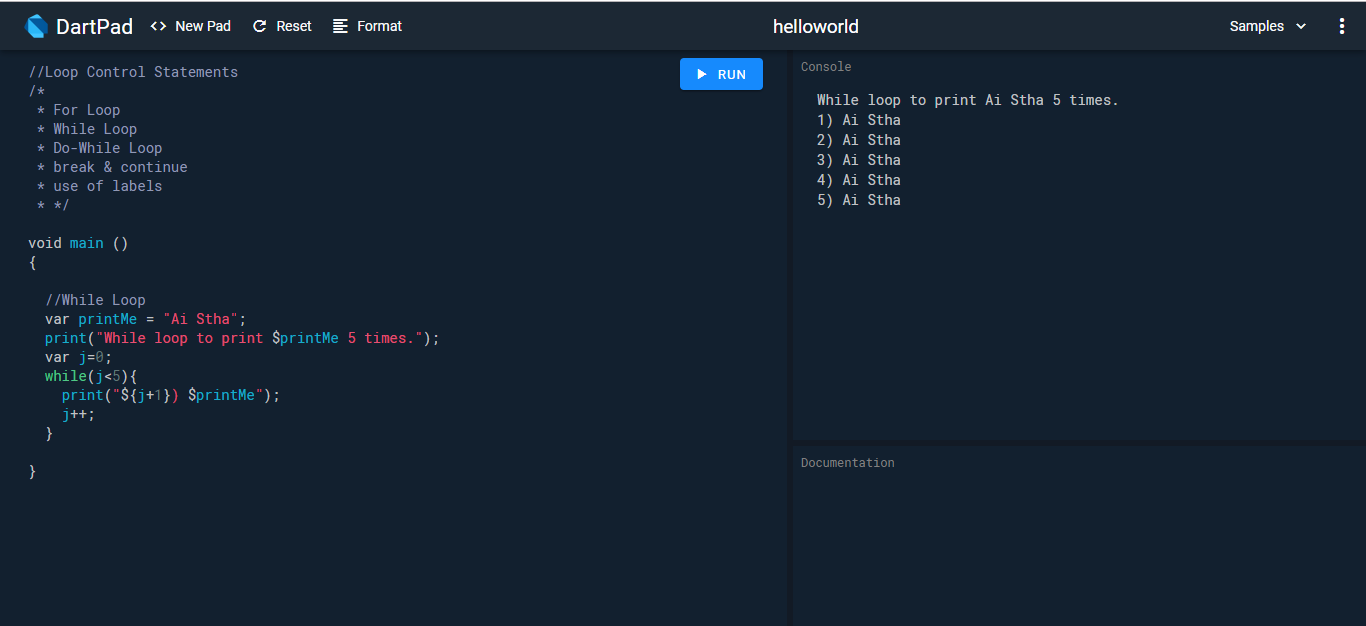 DartPad <> New Pad Reset Format helloworld Samples
//Loop Control Statements
/*
 * For Loop
 * While Loop
 * Do-While Loop
 * break & continue
 * use of labels
 * */
void main ()
{
  //While Loop
  var printMe = "Ai Stha";
  print("While loop to print $printMe 5 times.");
  var j=0;
  while(j<5){
    print("${j+1}) $printMe");
    j++;
  }
}
RUN
Console
While loop to print Ai Stha 5 times.
1) Ai Stha
2) Ai Stha
3) Ai Stha
4) Ai Stha
5) Ai Stha
Documentation